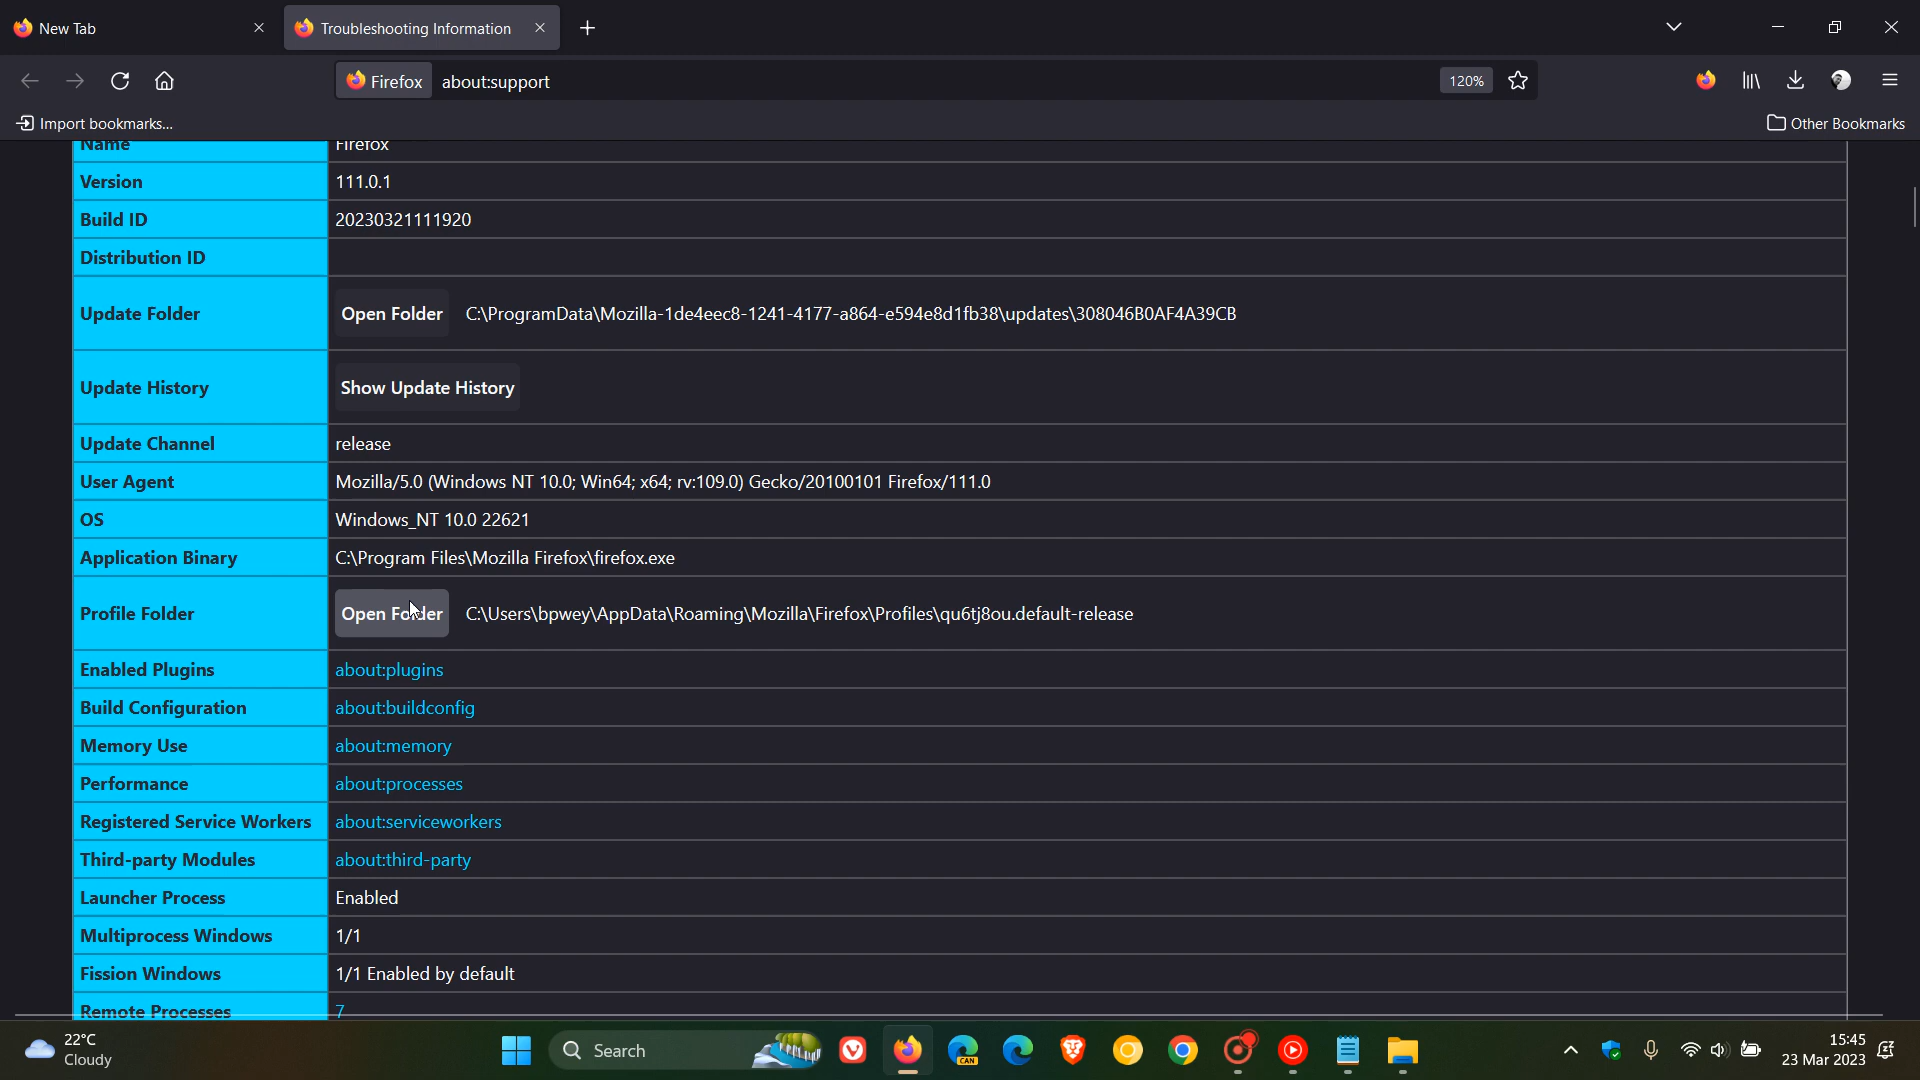 New Tab
Troubleshooting Information
Firefox about:support 120%
Import bookmarks...
Other Bookmarks
Name Firefox
Version 111.0.1
Build ID 20230321111920
Distribution ID
Update Folder Open Folder C:\ProgramData\Mozilla-1de4eec8-1241-4177-a864-e594e8d1fb38\updates\308046B0AF4A39CB
Update History Show Update History
Update Channel release
User Agent Mozilla/5.0 (Windows NT 10.0; Win64; x64; rv:109.0) Gecko/20100101 Firefox/111.0
OS Windows_NT 10.0 22621
Application Binary C:\Program Files\Mozilla Firefox\firefox.exe
Profile Folder Open Folder C:\Users\bpwey\AppData\Roaming\Mozilla\Firefox\Profiles\qu6tj8ou.default-release
Enabled Plugins about:plugins
Build Configuration about:buildconfig
Memory Use about:memory
Performance about:processes
Registered Service Workers about:serviceworkers
Third-party Modules about:third-party
Launcher Process Enabled
Multiprocess Windows 1/1
Fission Windows 1/1 Enabled by default
Remote Processes 7
22°C
Cloudy
Search
CAN
15:45
23 Mar 2023